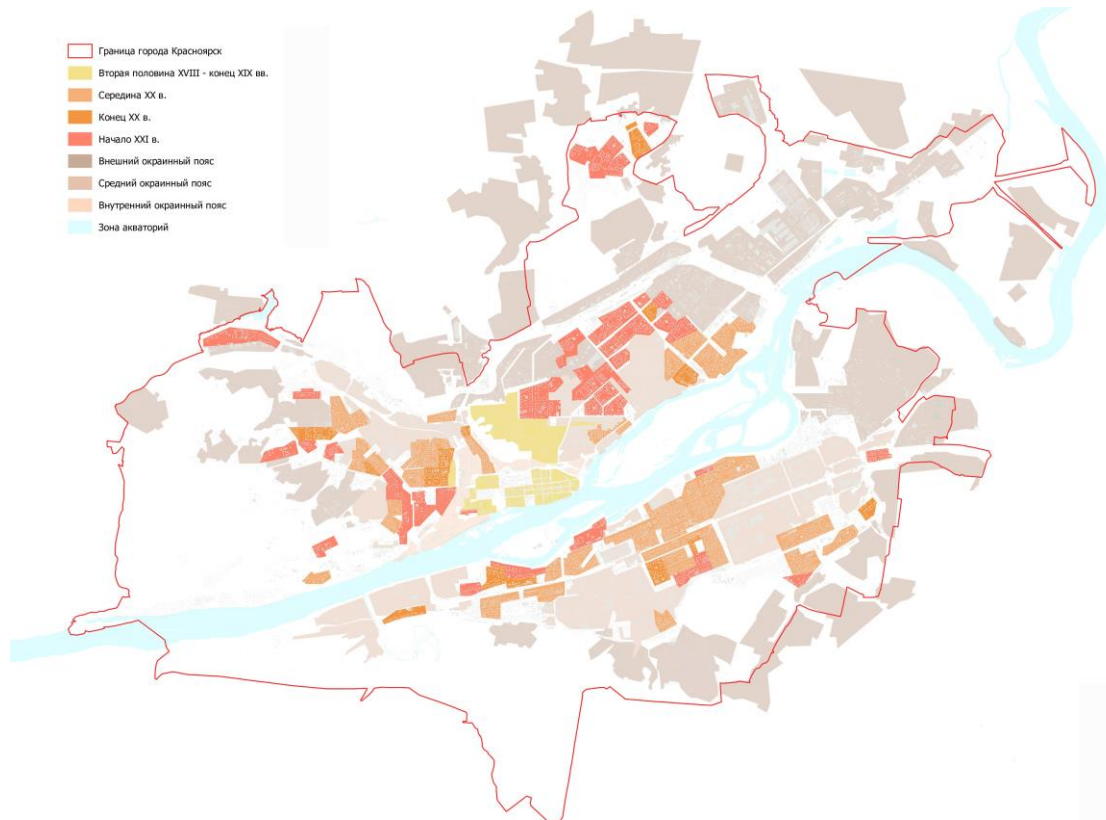 Граница города Красноярск
Вторая половина XVIII - конец XIX вв.
Середина XX в.
Конец XX в.
Начало XXI в.
Внешний окраинный пояс
Средний окраинный пояс
Внутренний окраинный пояс
Зона акваторий